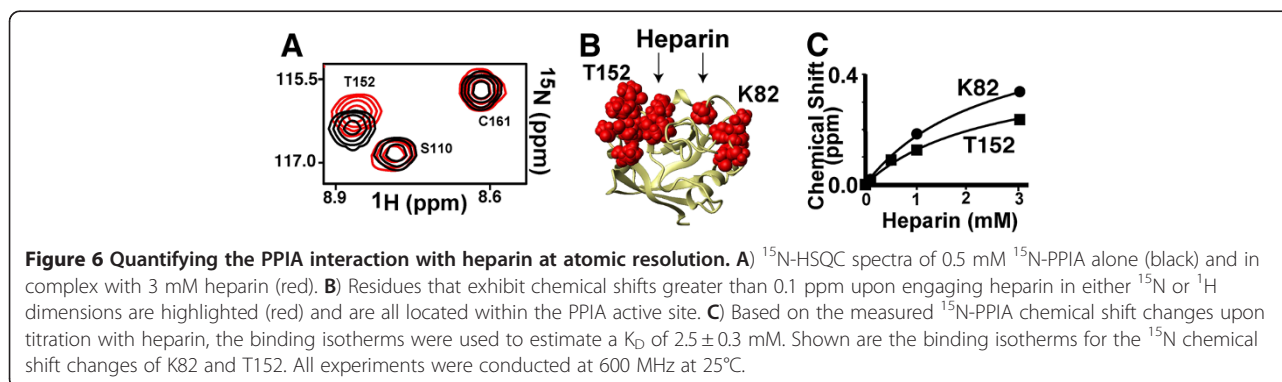 A
115.5
117.0
T152
S110
C161
8.9
8.6
¹H (ppm)
¹⁵N (ppm)
B
Heparin
T152
K82
C
Chemical Shift
(ppm)
0.4
0.0
K82
T152
0
1
2
3
Heparin (mM)
Figure 6 Quantifying the PPIA interaction with heparin at atomic resolution. A) ¹⁵N-HSQC spectra of 0.5 mM ¹⁵N-PPIA alone (black) and in
complex with 3 mM heparin (red). B) Residues that exhibit chemical shifts greater than 0.1 ppm upon engaging heparin in either ¹⁵N or ¹H
dimensions are highlighted (red) and are all located within the PPIA active site. C) Based on the measured ¹⁵N-PPIA chemical shift changes upon
titration with heparin, the binding isotherms were used to estimate a K_D of 2.5 ± 0.3 mM. Shown are the binding isotherms for the ¹⁵N chemical
shift changes of K82 and T152. All experiments were conducted at 600 MHz at 25°C.